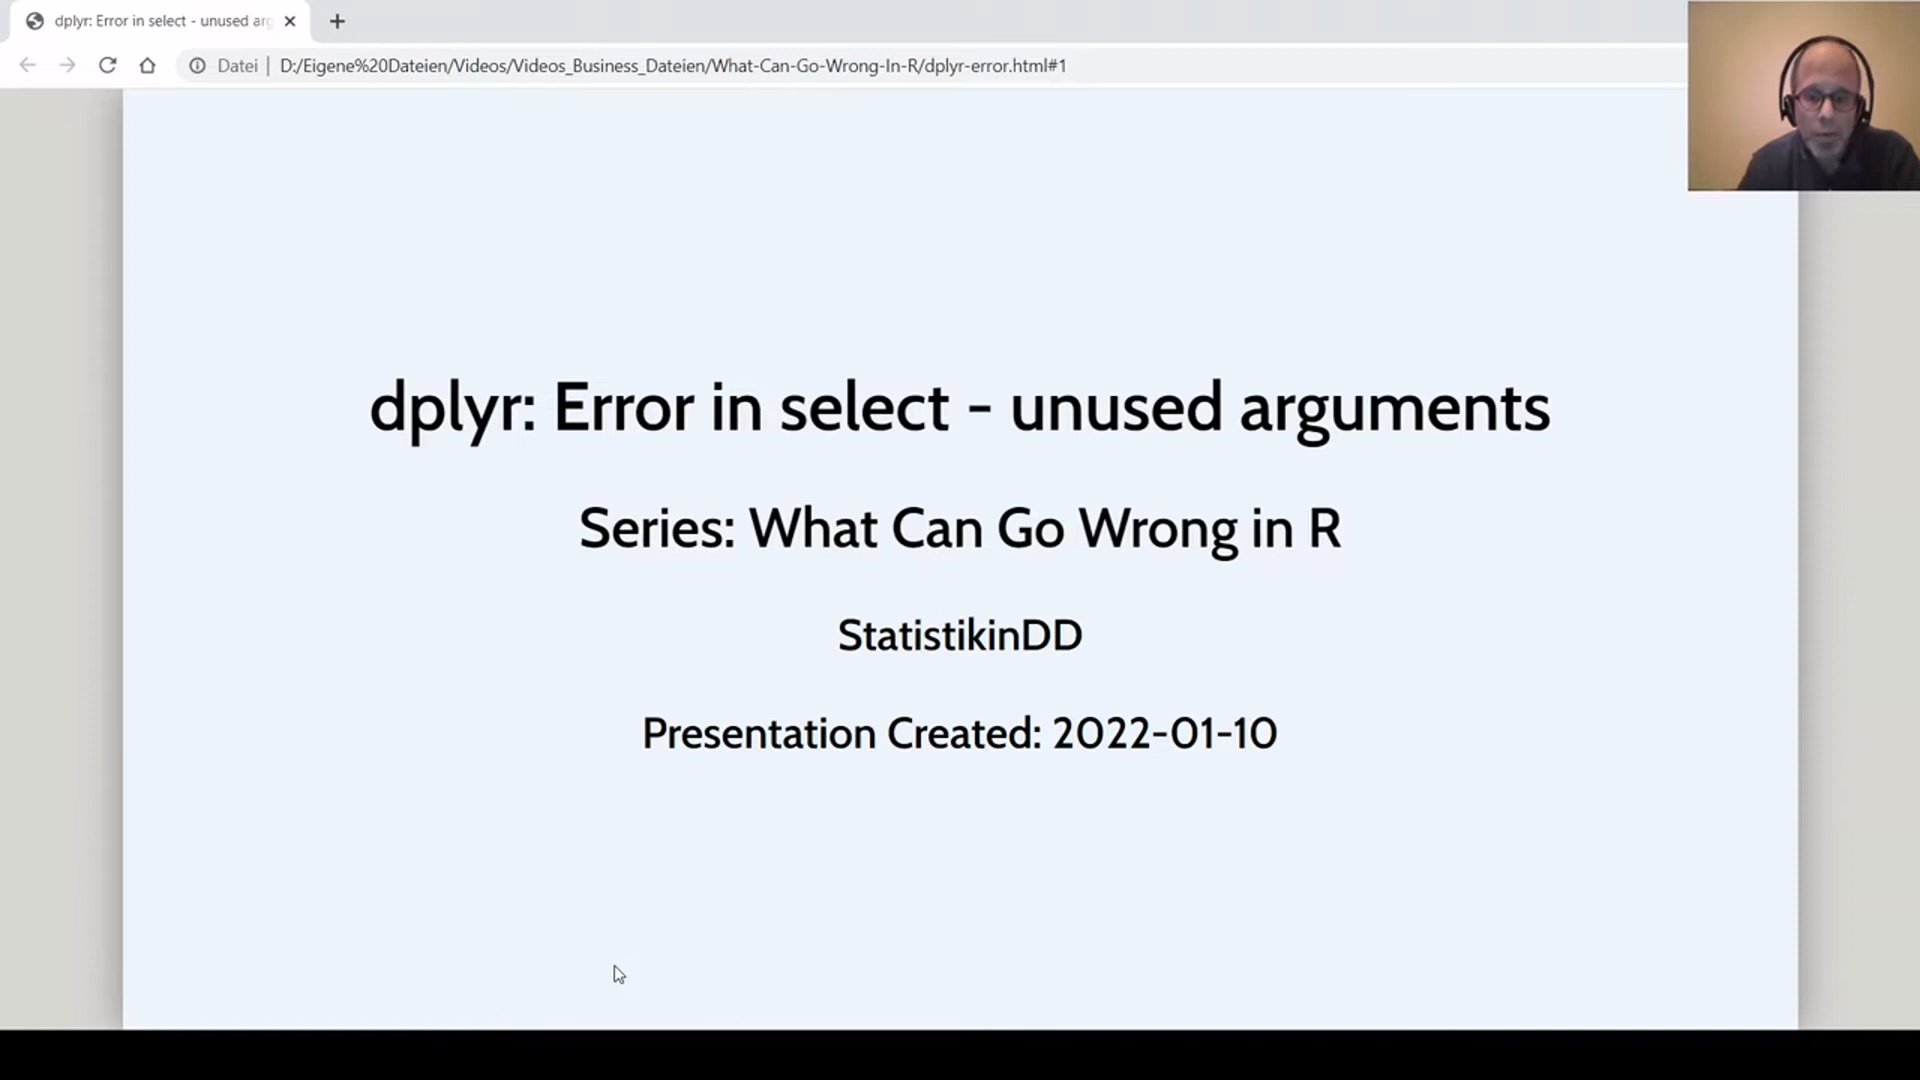 dplyr: Error in select - unused arg
Datei
D:/Eigene%20Dateien/Videos/Videos_Business_Dateien/What-Can-Go-Wrong-In-R/dplyr-error.html#1
dplyr: Error in select - unused arguments
Series: What Can Go Wrong in R
StatistikinDD
Presentation Created: 2022-01-10